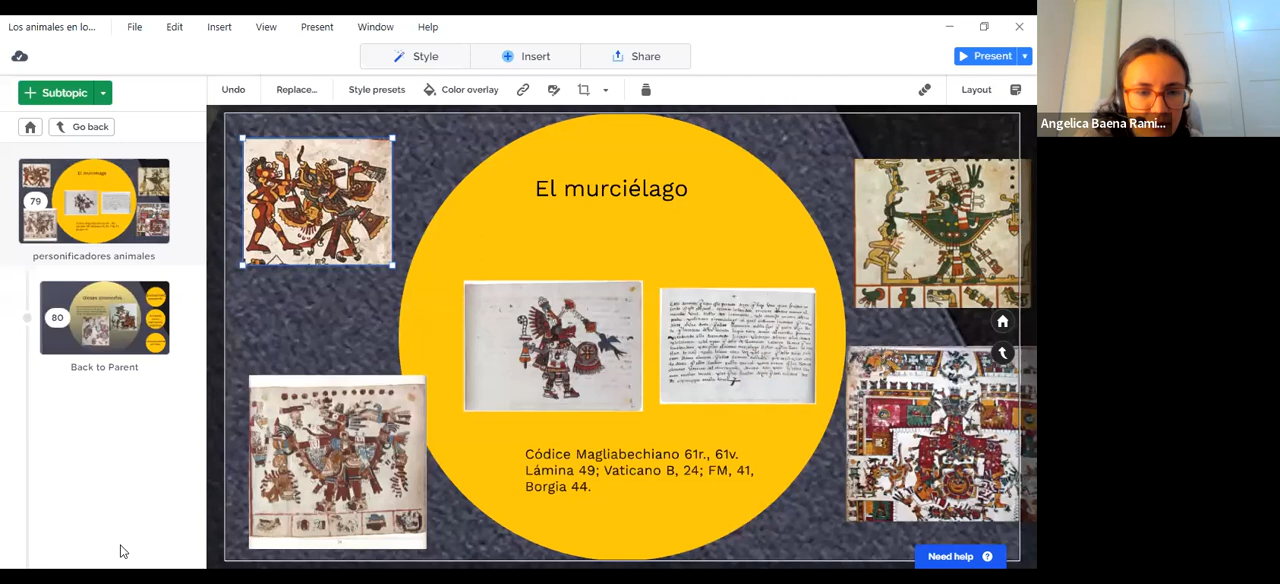 Los animales en lo...
File
Edit
Insert
View
Present
Window
Help
Style
Insert
Share
Present
Subtopic
Undo
Replace...
Style presets
Color overlay
Layout
Go back
Angelica Baena Rami...
79
El murciélago
personificadores animales
80
Back to Parent
El murciélago
Códice Magliabechiano 61r., 61v.
Lámina 49; Vaticano B, 24; FM, 41,
Borgia 44.
Need help
?